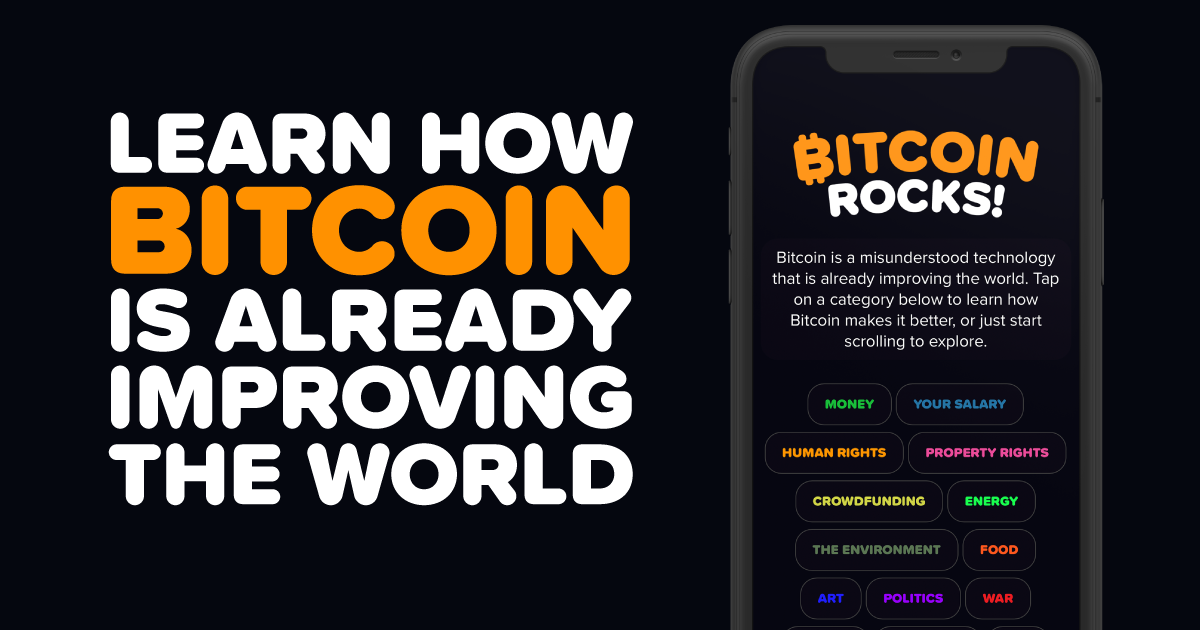 LEARN HOW
BITCOIN
IS ALREADY
IMPROVING
THE WORLD
BITCOIN
ROCKS!
Bitcoin is a misunderstood technology
that is already improving the world. Tap
on a category below to learn how
Bitcoin makes it better, or just start
scrolling to explore.
MONEY YOUR SALARY
HUMAN RIGHTS PROPERTY RIGHTS
CROWDFUNDING ENERGY
THE ENVIRONMENT FOOD
ART POLITICS WAR